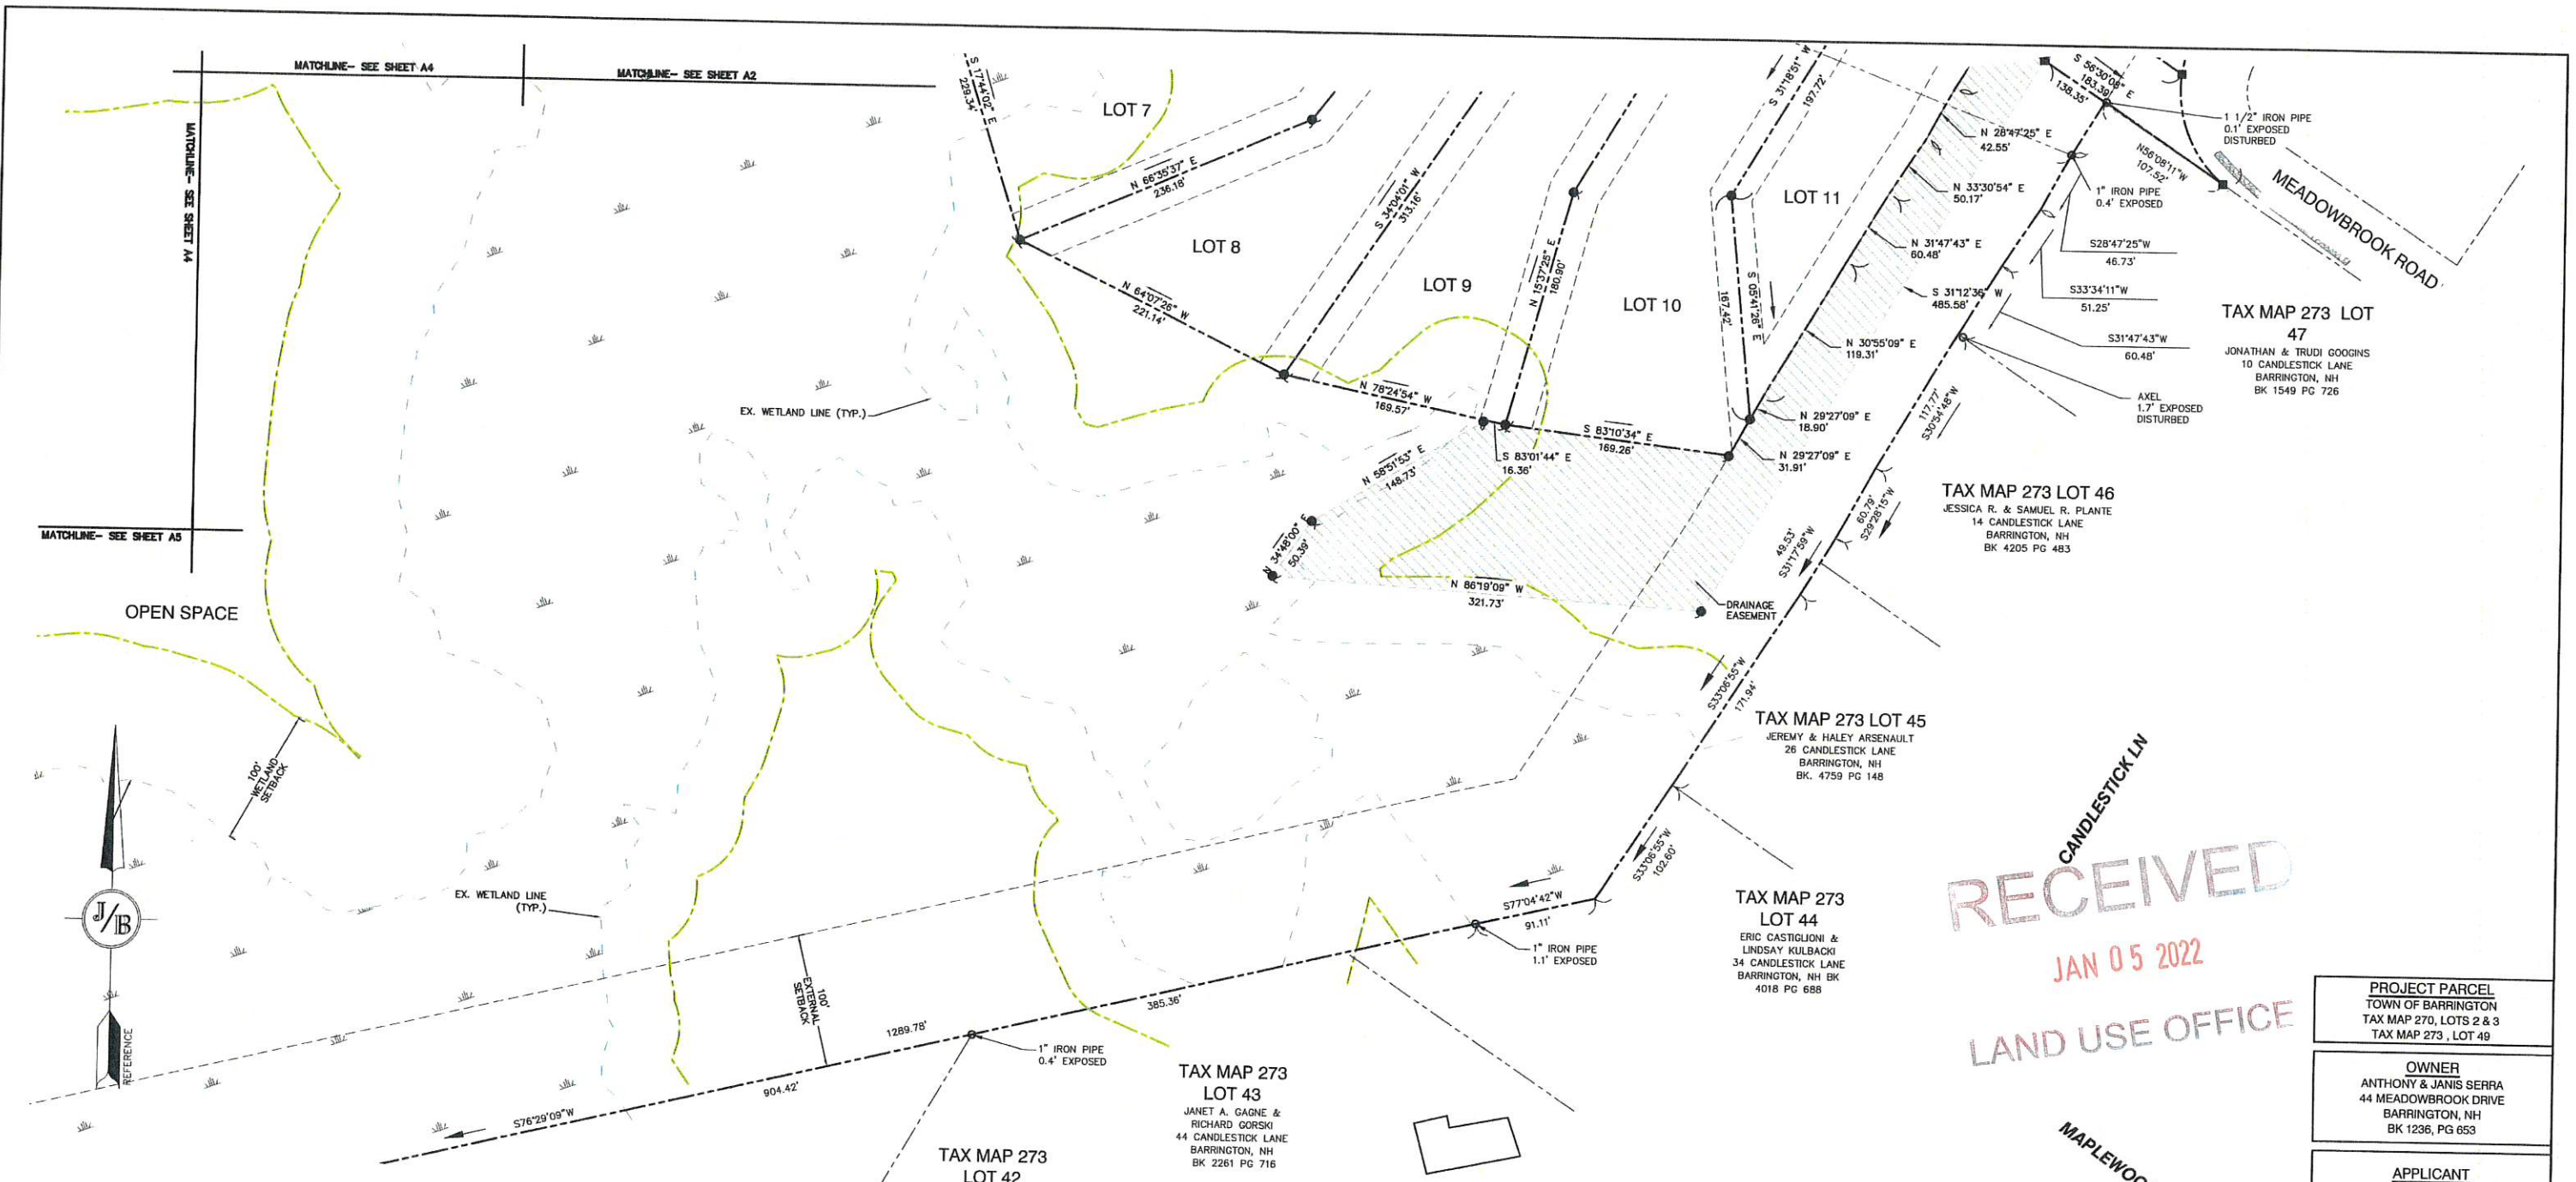 MATCHLINE- SEE SHEET A4
MATCHLINE- SEE SHEET A2
MATCHLINE- SEE SHEET A4
MATCHLINE- SEE SHEET A5
OPEN SPACE
100'
WETLAND
SETBACK
J/B
REFERENCE
S 17°44'02" E
229.34'
LOT 7
N 66°35'37" E
236.18'
LOT 8
N 64°07'26" W
221.14'
S 34°04'01" W
313.16'
LOT 9
N 15°37'25" E
180.90'
LOT 10
S 31°18'51" W
197.72'
LOT 11
S 05°41'26" E
167.42'
EX. WETLAND LINE (TYP.)
N 78°24'54" W
169.57'
S 83°01'44" E
16.36'
S 83°10'34" E
169.26'
N 58°51'53" E
148.73'
N 34°48'00" E
50.39'
N 86°19'09" W
321.73'
DRAINAGE
EASEMENT
S 56°30'08" E
183.39'
138.35'
1 1/2" IRON PIPE
0.1' EXPOSED
DISTURBED
N56°08'11"W
107.52'
MEADOWBROOK ROAD
N 28°47'25" E
42.55'
1" IRON PIPE
0.4' EXPOSED
N 33°30'54" E
50.17'
S28°47'25"W
46.73'
N 31°47'43" E
60.48'
S33°34'11"W
51.25'
S 31°12'36" W
485.58'
S31°47'43"W
60.48'
N 30°55'09" E
119.31'
AXEL
1.7' EXPOSED
DISTURBED
N 29°27'09" E
18.90'
N 29°27'09" E
31.91'
117.77'
S30°54'48"W
60.79'
S29°28'15"W
49.53'
S31°17'59"W
S33°06'55"W
171.94'
S33°06'55"W
102.60'
TAX MAP 273 LOT
47
JONATHAN & TRUDI GOOGINS
10 CANDLESTICK LANE
BARRINGTON, NH
BK 1549 PG 726
TAX MAP 273 LOT 46
JESSICA R. & SAMUEL R. PLANTE
14 CANDLESTICK LANE
BARRINGTON, NH
BK 4205 PG 483
TAX MAP 273 LOT 45
JEREMY & HALEY ARSENAULT
26 CANDLESTICK LANE
BARRINGTON, NH
BK. 4759 PG 148
CANDLESTICK LN
TAX MAP 273
LOT 44
ERIC CASTIGLIONI &
LINDSAY KULBACKI
34 CANDLESTICK LANE
BARRINGTON, NH BK
4018 PG 688
EX. WETLAND LINE
(TYP.)
100'
EXTERNAL
SETBACK
S77°04'42"W
91.11'
1" IRON PIPE
1.1' EXPOSED
385.36'
1289.78'
1" IRON PIPE
0.4' EXPOSED
904.42'
S76°29'09"W
TAX MAP 273
LOT 43
JANET A. GAGNE &
RICHARD GORSKI
44 CANDLESTICK LANE
BARRINGTON, NH
BK 2261 PG 716
TAX MAP 273
LOT 42
RECEIVED
JAN 05 2022
LAND USE OFFICE
MAPLEWOO
PROJECT PARCEL
TOWN OF BARRINGTON
TAX MAP 270, LOTS 2 & 3
TAX MAP 273 , LOT 49
OWNER
ANTHONY & JANIS SERRA
44 MEADOWBROOK DRIVE
BARRINGTON, NH
BK 1236, PG 653
APPLICANT